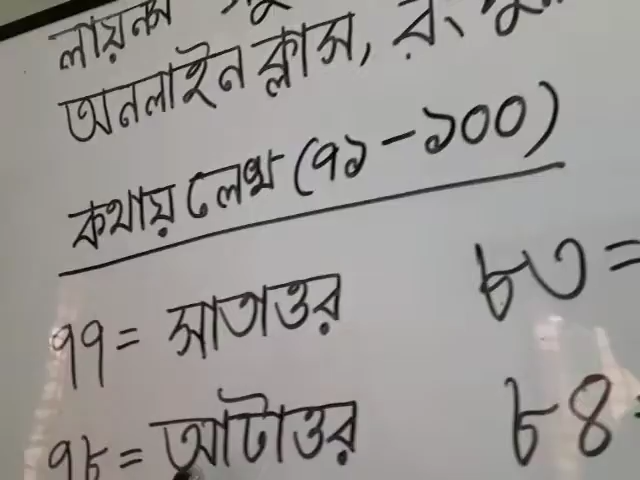 লায়ন্স
অনলাইন ক্লাস, রং
কথায় লেখ (৭১-১০০)
৭৭ = সাতাত্তর
৮৩ =
৭৮ = আটাত্তর
৮৪